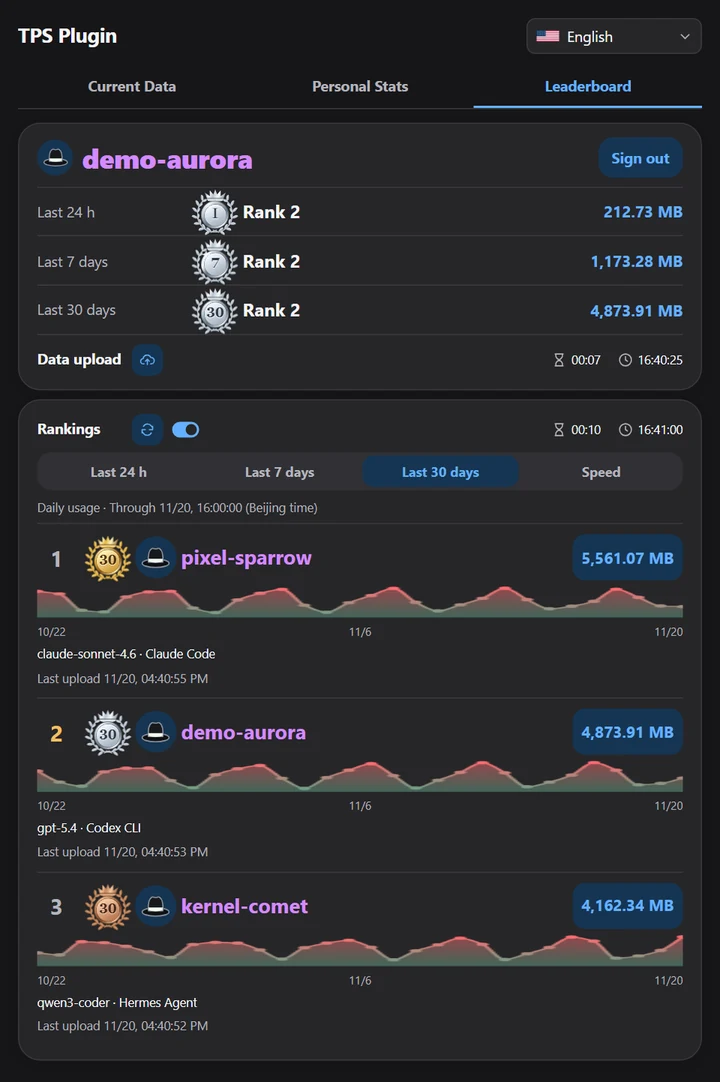 TPS Plugin
English
Current Data
Personal Stats
Leaderboard
demo-aurora
Sign out
Last 24 h
1
Rank 2
212.73 MB
Last 7 days
7
Rank 2
1,173.28 MB
Last 30 days
30
Rank 2
4,873.91 MB
Data upload
00:07
16:40:25
Rankings
00:10
16:41:00
Last 24 h
Last 7 days
Last 30 days
Speed
Daily usage · Through 11/20, 16:00:00 (Beijing time)
1
30
pixel-sparrow
5,561.07 MB
10/22
11/6
11/20
claude-sonnet-4.6 · Claude Code
Last upload 11/20, 04:40:55 PM
2
30
demo-aurora
4,873.91 MB
10/22
11/6
11/20
gpt-5.4 · Codex CLI
Last upload 11/20, 04:40:53 PM
3
30
kernel-comet
4,162.34 MB
10/22
11/6
11/20
qwen3-coder · Hermes Agent
Last upload 11/20, 04:40:52 PM